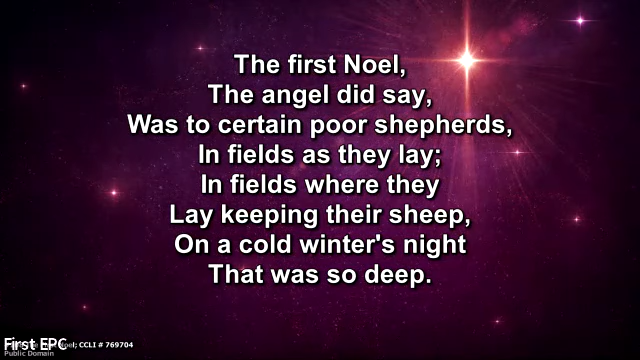 The first Noel,
The angel did say,
Was to certain poor shepherds,
In fields as they lay;
In fields where they
Lay keeping their sheep,
On a cold winter's night
That was so deep.
First EPC
Noel; CCLI # 769704
Public Domain